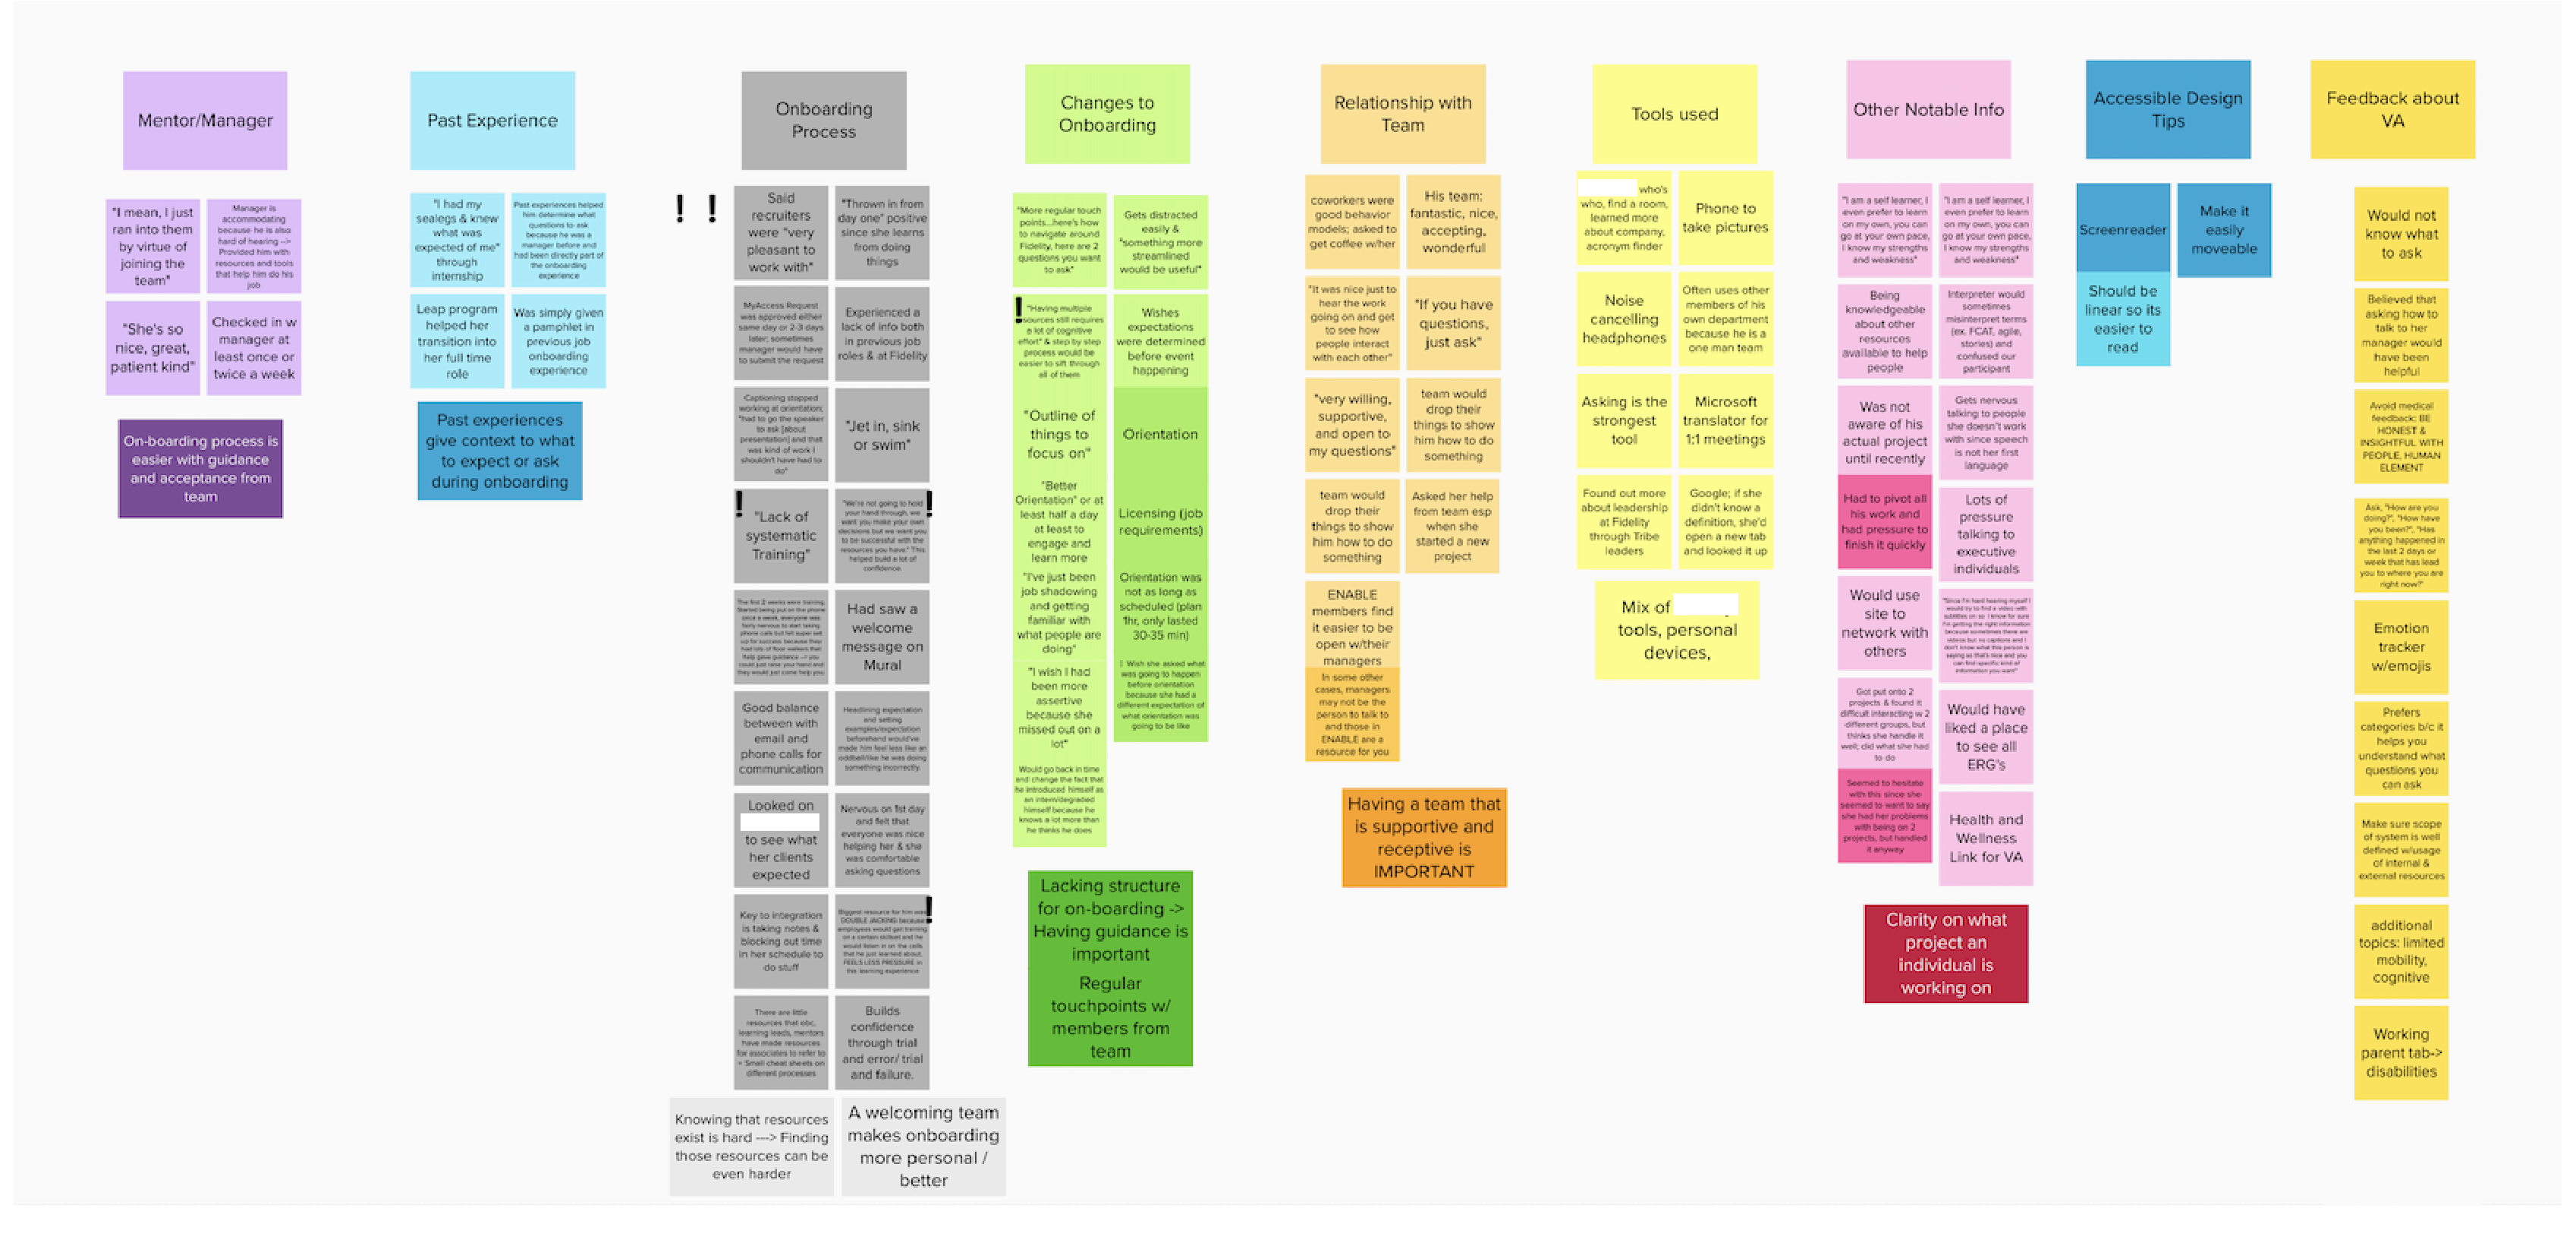 Mentor/Manager
"I mean, I just
ran into them
by virtue of
joining the
team"
Manager is
accommodating
because he is also
hard of hearing -->
Provided him with
resources and tools
that help him do his
job
"She's so
nice, great,
patient kind"
Checked in w
manager at
least once or
twice a week
On-boarding process is
easier with guidance
and acceptance from
team
Past Experience
"I had my
sealegs & knew
what was
expected of me"
through
internship
Past experiences helped
him determine what
questions to ask
because he was a
manager before and
had been directly part of
the onboarding
experience
Leap program
helped her
transition into
her full time
role
Was simply given
a pamphlet in
previous job
onboarding
experience
Past experiences
give context to what
to expect or ask
during onboarding
Onboarding
Process
! !
Said
recruiters
were "very
pleasant to
work with"
"Thrown in from
day one" positive
since she learns
from doing
things
MyAccess Request
was approved either
same day or 2-3 days
later; sometimes
manager would have
to submit the request
Experienced a
lack of info both
in previous job
roles & at Fidelity
Captioning stopped
working at orientation;
"had to go the speaker
to ask [about
presentation] and that
was kind of work I
shouldn't have had to
do"
"Jet in, sink
or swim"
!
"Lack of
systematic
Training"
!
"We're not going to hold
your hand through, we
want you make your own
decisions but we want you
to be successful with the
resources you have." This
helped build a lot of
confidence.
The first 2 weeks were training.
Started being put on the phone
since a week, everyone was
fairly nervous to start taking
phone calls but felt super set
up for success because they
had lots of floor walkers that
help gave guidance --> you
could just raise your hand and
they would just come help you
Had saw a
welcome
message on
Mural
Good balance
between with
email and
phone calls for
communication
Headlining expectation
and setting
examples/expectation
beforehand would've
made him feel less like an
oddball/like he was doing
something incorrectly.
Looked on
to see what
her clients
expected
Nervous on 1st day
and felt that
everyone was nice
helping her & she
was comfortable
asking questions
Key to integration
is taking notes &
blocking out time
in her schedule to
do stuff
!
Biggest resource for him was
DOUBLE JACKING because
employees would get training
on a certain skillset and he
would listen in on the calls
that he just learned about.
FEELS LESS PRESSURE in
this learning experience
There are little
resources that obc,
learning leads, mentors
have made resources
for associates to refer to
= Small cheat sheets on
different processes
Builds
confidence
through trial
and error/ trial
and failure.
Knowing that resources
exist is hard ---> Finding
those resources can be
even harder
A welcoming team
makes onboarding
more personal /
better
Changes to
Onboarding
"More regular touch
points...here's how
to navigate around
Fidelity, here are 2
questions you want
to ask"
Gets distracted
easily &
"something more
streamlined
would be useful"
!
"Having multiple
sources still requires
a lot of cognitive
effort" & step by step
process would be
easier to sift through
all of them
Wishes
expectations
were determined
before event
happening
"Outline of
things to
focus on"
Orientation
"Better
Orientation" or at
least half a day
at least to
engage and
learn more
Licensing (job
requirements)
"I've just been
job shadowing
and getting
familiar with
what people are
doing"
Orientation was
not as long as
scheduled (plan
1hr, only lasted
30-35 min)
"I wish I had
been more
assertive
because she
missed out on a
lot"
Wish she asked what
was going to happen
before orientation
because she had a
different expectation of
what orientation was
going to be like
Would go back in time
and change the fact that
he introduced himself as
an intern/degraded
himself because he
knows a lot more than
he thinks he does
Lacking structure
for on-boarding ->
Having guidance is
important
Regular
touchpoints w/
members from
team
Relationship with
Team
coworkers were
good behavior
models; asked to
get coffee w/her
His team:
fantastic, nice,
accepting,
wonderful
"It was nice just to
hear the work
going on and get
to see how
people interact
with each other"
"If you have
questions,
just ask"
"very willing,
supportive,
and open to
my questions"
team would
drop their
things to show
him how to do
something
team would
drop their
things to show
him how to do
something
Asked her help
from team esp
when she
started a new
project
ENABLE
members find
it easier to be
open w/their
managers
In some other
cases, managers
may not be the
person to talk to
and those in
ENABLE are a
resource for you
Having a team that
is supportive and
receptive is
IMPORTANT
Tools used
who's
who, find a room,
learned more
about company,
acronym finder
Phone to
take pictures
Noise
cancelling
headphones
Often uses other
members of his
own department
because he is a
one man team
Asking is the
strongest
tool
Microsoft
translator for
1:1 meetings
Found out more
about leadership
at Fidelity
through Tribe
leaders
Google; if she
didn't know a
definition, she'd
open a new tab
and looked it up
Mix of
tools, personal
devices,
Other Notable Info
"I am a self learner, I
even prefer to learn
on my own, you can
go at your own pace,
I know my strengths
and weakness"
"I am a self learner, I
even prefer to learn
on my own, you can
go at your own pace,
I know my strengths
and weakness"
Being
knowledgeable
about other
resources
available to help
people
Interpreter would
sometimes
misinterpret terms
(ex. FCAT, agile,
stories) and
confused our
participant
Was not
aware of his
actual project
until recently
Gets nervous
talking to people
she doesn't work
with since speech
is not her first
language
Had to pivot all
his work and
had pressure to
finish it quickly
Lots of
pressure
talking to
executive
individuals
Would use
site to
network with
others
"Since I'm hard hearing myself I
would try to find a video with
subtitles on so I know for sure
I'm getting the right information
because sometimes there are
videos but no captions and I
don't know what this person is
saying so that's nice and you
can find specific kind of
information you want"
Got put onto 2
projects & found it
difficult interacting w 2
different groups, but
thinks she handle it
well; did what she had
to do
Would have
liked a place
to see all
ERG's
Seemed to hesitate
with this since she
seemed to want to say
she had her problems
with being on 2
projects, but handled
it anyway
Health and
Wellness
Link for VA
Clarity on what
project an
individual is
working on
Accessible Design
Tips
Screenreader
Make it
easily
moveable
Should be
linear so its
easier to
read
Feedback about
VA
Would not
know what
to ask
Believed that
asking how to
talk to her
manager would
have been
helpful
Avoid medical
feedback: BE
HONEST &
INSIGHTFUL WITH
PEOPLE, HUMAN
ELEMENT
Ask, "How are you
doing?", "How have
you been?", "Has
anything happened in
the last 2 days or
week that has lead
you to where you are
right now?"
Emotion
tracker
w/emojis
Prefers
categories b/c it
helps you
understand what
questions you
can ask
Make sure scope
of system is well
defined w/usage
of internal &
external resources
additional
topics: limited
mobility,
cognitive
Working
parent tab->
disabilities